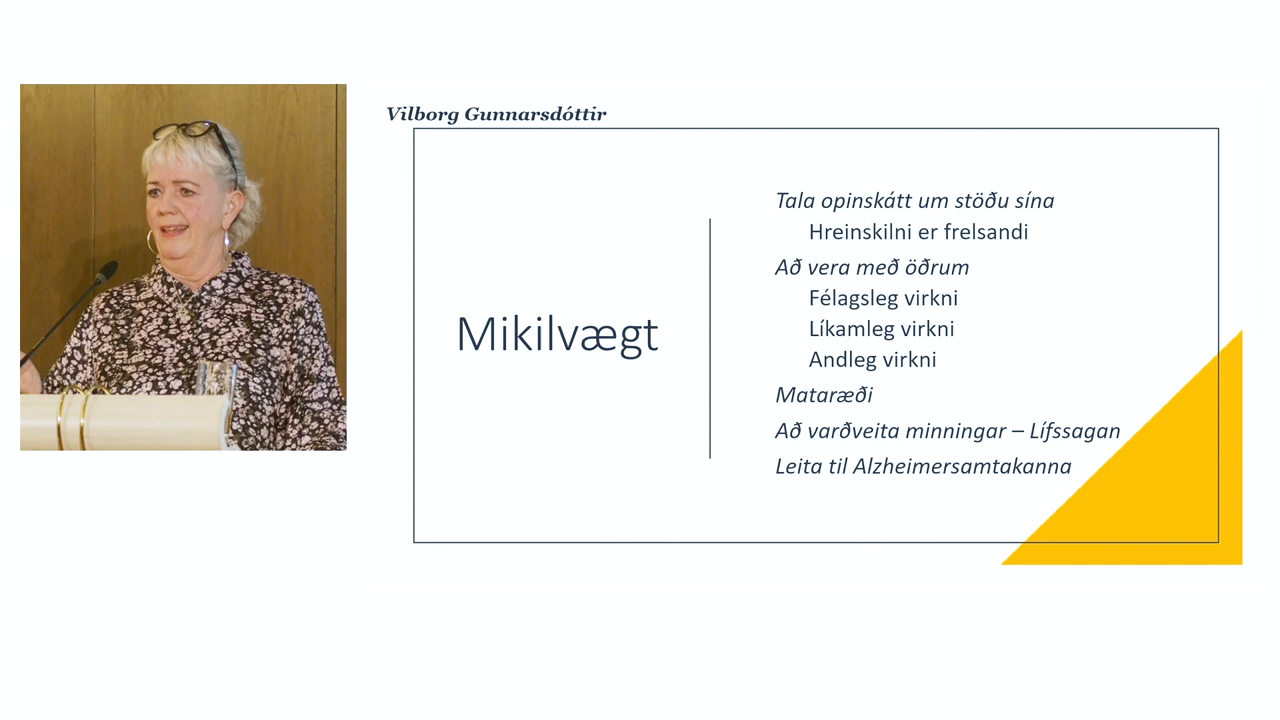 Vilborg Gunnarsdóttir
Mikilvægt
Tala opinskátt um stöðu sína
Hreinskilni er frelsandi
Að vera með öðrum
Félagsleg virkni
Líkamleg virkni
Andleg virkni
Mataræði
Að varðveita minningar – Lífssagan
Leita til Alzheimersamtakanna